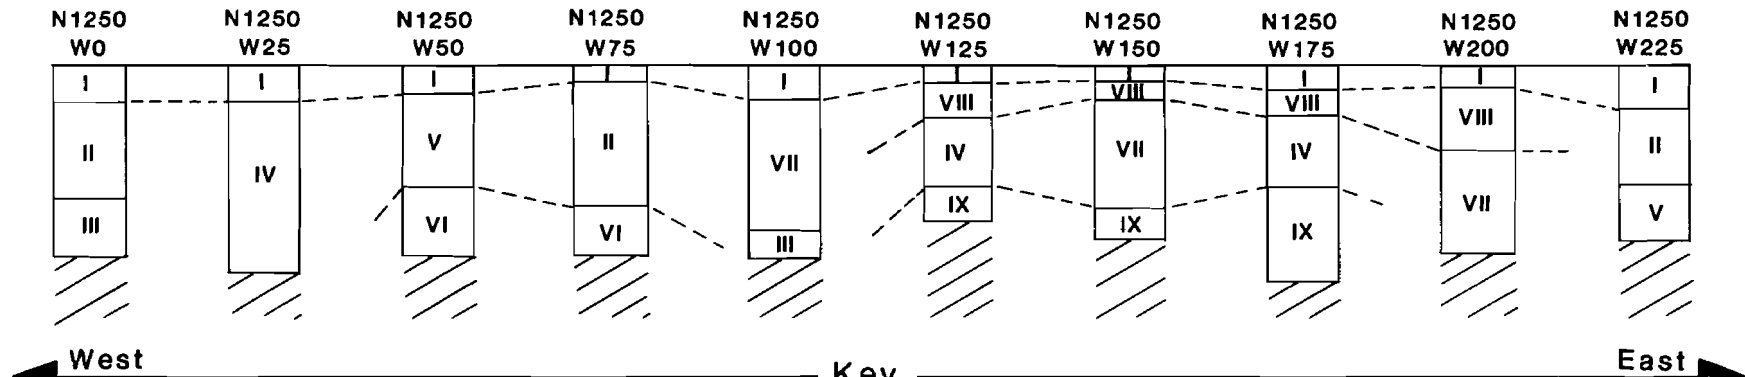 N1250 N1250 N1250 N1250 N1250 N1250 N1250 N1250 N1250 N1250
W0 W25 W50 W75 W100 W125 W150 W175 W200 W225
I I I I I I I I I I
VIII VIII VIII VIII
II IV V II VII IV VII IV II
III VI VI III IX IX IX VII V
West East
Key